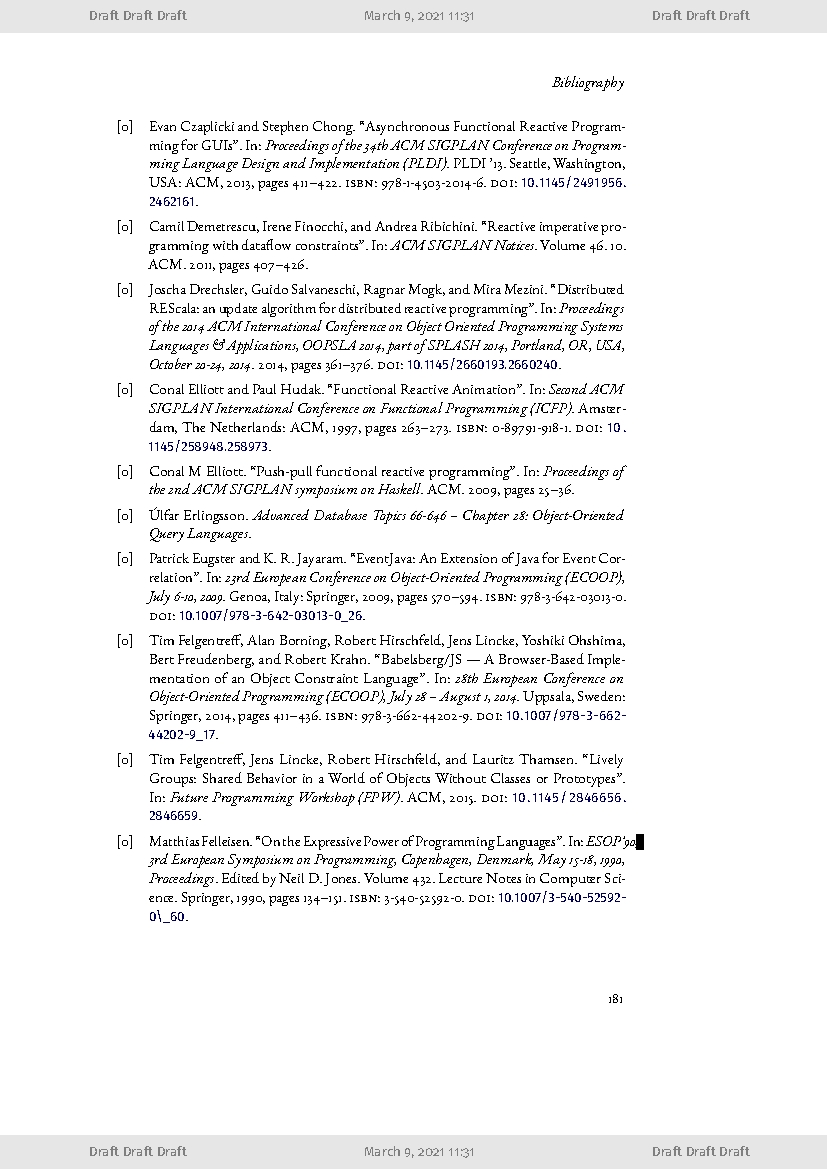 Draft Draft Draft March 9, 2021 11:31 Draft Draft Draft
Bibliography
[0] Evan Czaplicki and Stephen Chong. “Asynchronous Functional Reactive Program-
ming for GUIs”. In: Proceedings of the 34th ACM SIGPLAN Conference on Program-
ming Language Design and Implementation (PLDI). PLDI ’13. Seattle, Washington,
USA: ACM, 2013, pages 411–422. ISBN: 978-1-4503-2014-6. DOI: 10.1145/2491956.
2462161.
[0] Camil Demetrescu, Irene Finocchi, and Andrea Ribichini. “Reactive imperative pro-
gramming with dataflow constraints”. In: ACM SIGPLAN Notices. Volume 46. 10.
ACM. 2011, pages 407–426.
[0] Joscha Drechsler, Guido Salvaneschi, Ragnar Mogk, and Mira Mezini. “Distributed
REScala: an update algorithm for distributed reactive programming”. In: Proceedings
of the 2014 ACM International Conference on Object Oriented Programming Systems
Languages & Applications, OOPSLA 2014, part of SPLASH 2014, Portland, OR, USA,
October 20-24, 2014. 2014, pages 361–376. DOI: 10.1145/2660193.2660240.
[0] Conal Elliott and Paul Hudak. “Functional Reactive Animation”. In: Second ACM
SIGPLAN International Conference on Functional Programming (ICFP). Amster-
dam, The Netherlands: ACM, 1997, pages 263–273. ISBN: 0-89791-918-1. DOI: 10.
1145/258948.258973.
[0] Conal M Elliott. “Push-pull functional reactive programming”. In: Proceedings of
the 2nd ACM SIGPLAN symposium on Haskell. ACM. 2009, pages 25–36.
[0] Úlfar Erlingsson. Advanced Database Topics 66-646 – Chapter 28: Object-Oriented
Query Languages.
[0] Patrick Eugster and K. R. Jayaram. “EventJava: An Extension of Java for Event Cor-
relation”. In: 23rd European Conference on Object-Oriented Programming (ECOOP),
July 6-10, 2009. Genoa, Italy: Springer, 2009, pages 570–594. ISBN: 978-3-642-03013-0.
DOI: 10.1007/978-3-642-03013-0_26.
[0] Tim Felgentreff, Alan Borning, Robert Hirschfeld, Jens Lincke, Yoshiki Ohshima,
Bert Freudenberg, and Robert Krahn. “Babelsberg/JS — A Browser-Based Imple-
mentation of an Object Constraint Language”. In: 28th European Conference on
Object-Oriented Programming (ECOOP), July 28 – August 1, 2014. Uppsala, Sweden:
Springer, 2014, pages 411–436. ISBN: 978-3-662-44202-9. DOI: 10.1007/978-3-662-
44202-9_17.
[0] Tim Felgentreff, Jens Lincke, Robert Hirschfeld, and Lauritz Thamsen. “Lively
Groups: Shared Behavior in a World of Objects Without Classes or Prototypes”.
In: Future Programming Workshop (FPW). ACM, 2015. DOI: 10.1145/2846656.
2846659.
[0] Matthias Felleisen. “On the Expressive Power of Programming Languages”. In: ESOP’90,
3rd European Symposium on Programming, Copenhagen, Denmark, May 15-18, 1990,
Proceedings. Edited by Neil D. Jones. Volume 432. Lecture Notes in Computer Sci-
ence. Springer, 1990, pages 134–151. ISBN: 3-540-52592-0. DOI: 10.1007/3-540-52592-
0\_60.
181
Draft Draft Draft March 9, 2021 11:31 Draft Draft Draft